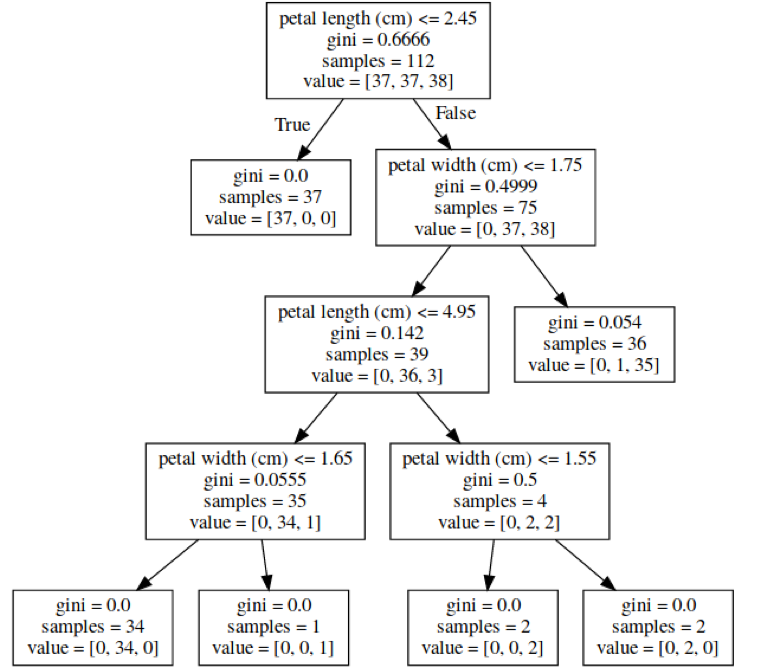 petal length (cm) <= 2.45
gini = 0.6666
samples = 112
value = [37, 37, 38]
True
False
gini = 0.0
samples = 37
value = [37, 0, 0]
petal width (cm) <= 1.75
gini = 0.4999
samples = 75
value = [0, 37, 38]
petal length (cm) <= 4.95
gini = 0.142
samples = 39
value = [0, 36, 3]
gini = 0.054
samples = 36
value = [0, 1, 35]
petal width (cm) <= 1.65
gini = 0.0555
samples = 35
value = [0, 34, 1]
petal width (cm) <= 1.55
gini = 0.5
samples = 4
value = [0, 2, 2]
gini = 0.0
samples = 34
value = [0, 34, 0]
gini = 0.0
samples = 1
value = [0, 0, 1]
gini = 0.0
samples = 2
value = [0, 0, 2]
gini = 0.0
samples = 2
value = [0, 2, 0]